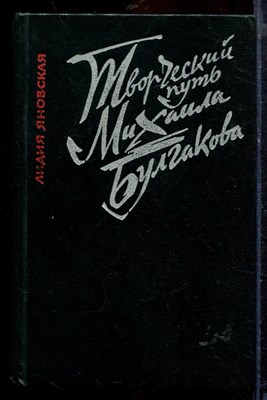 ЛИДИЯ ЯНОВСКАЯ
Творческий
путь
Михаила
Булгакова